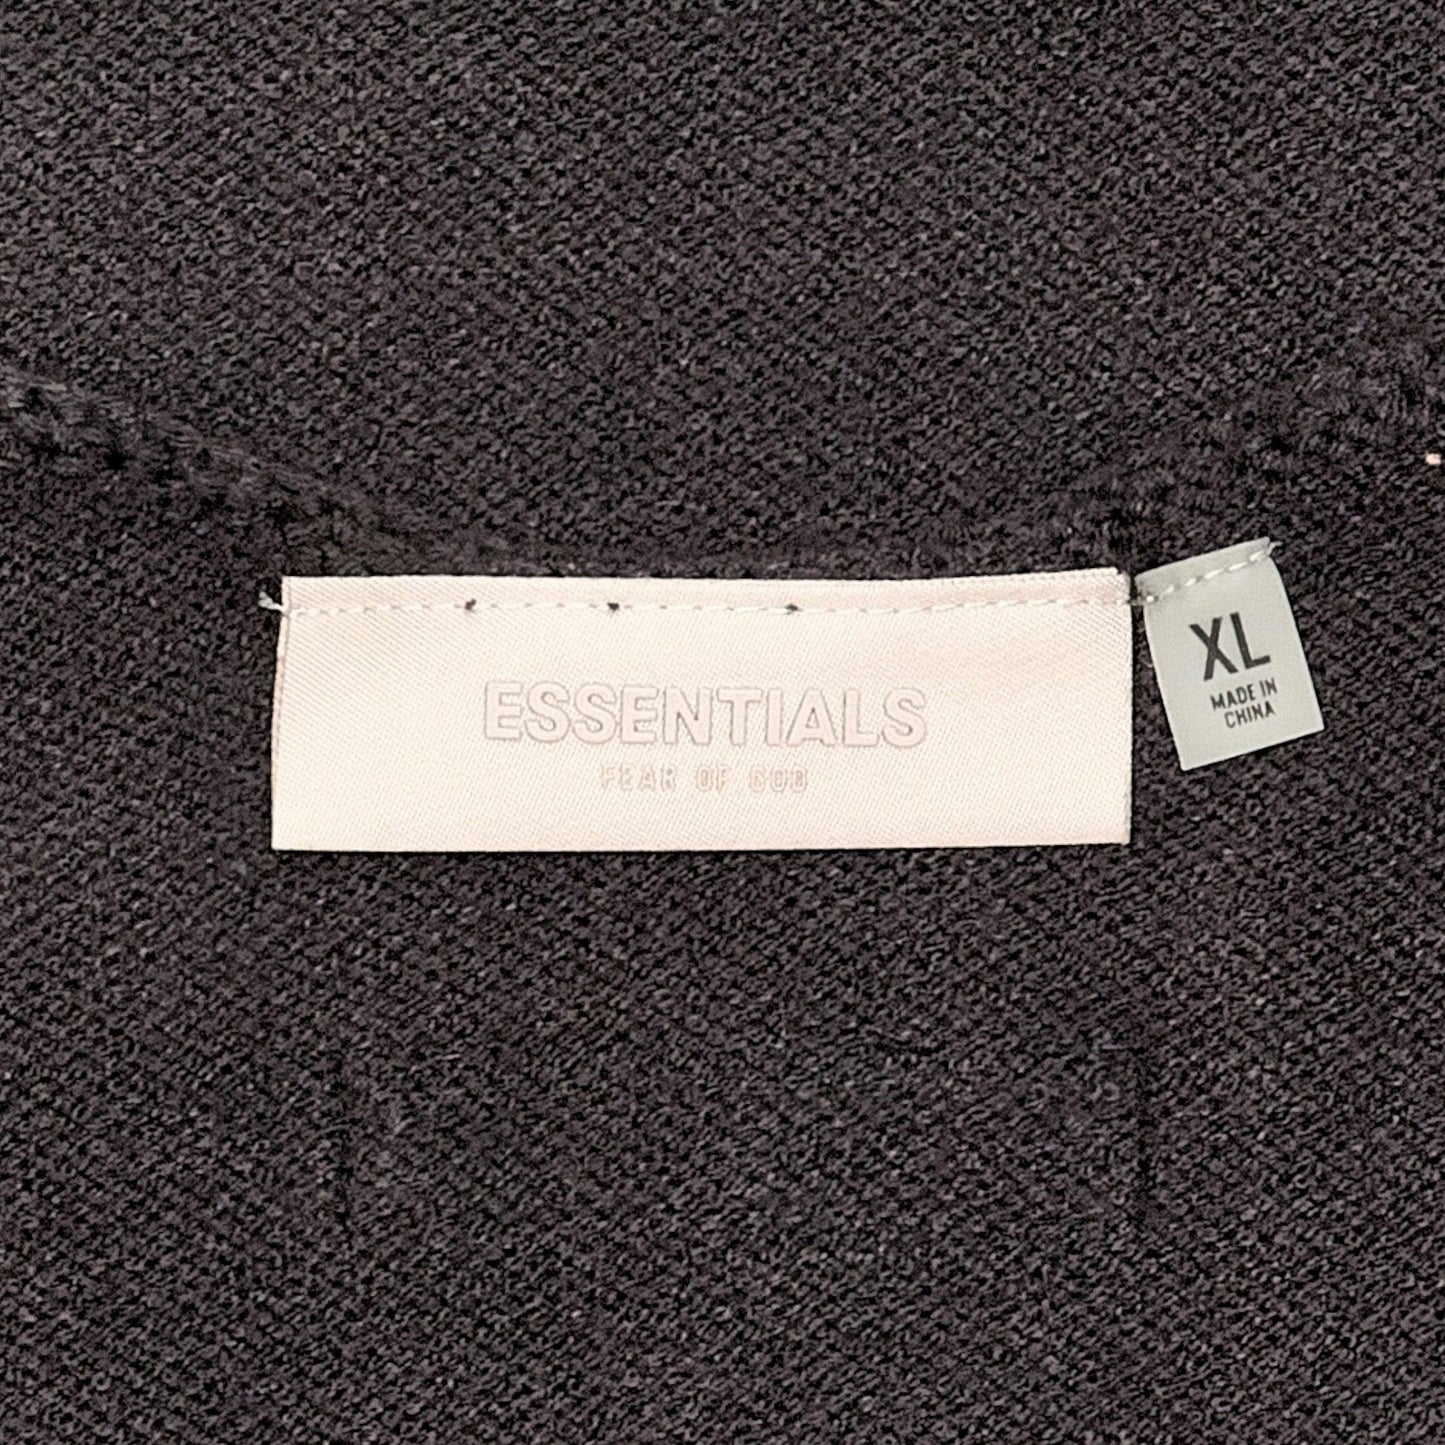 ESSENTIALS
FEAR OF GOD
XL
MADE IN
CHINA